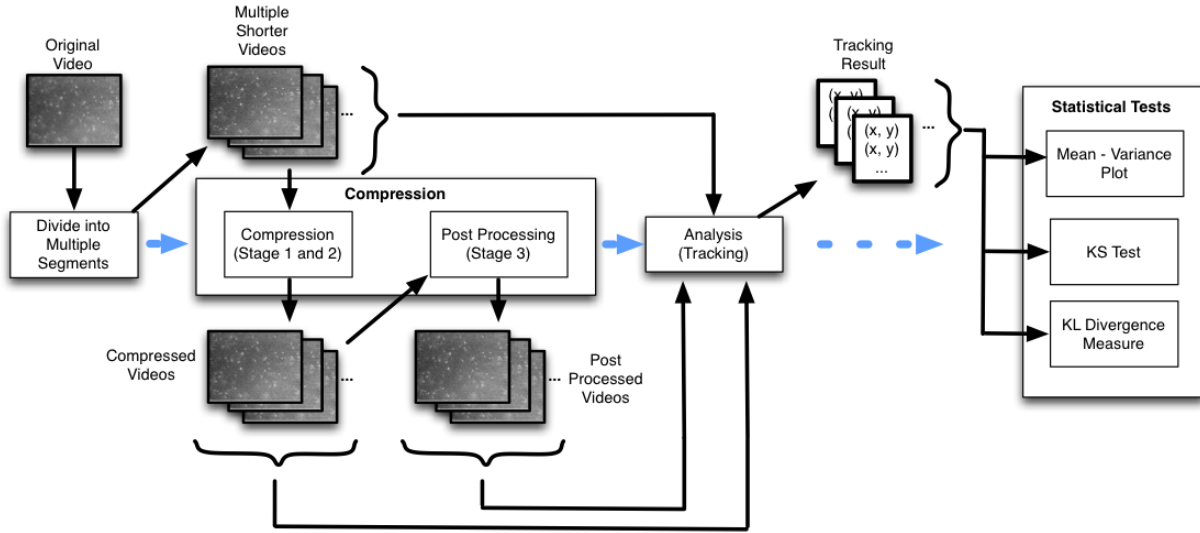 Original
Video
Multiple
Shorter
Videos
...
Tracking
Result
(x, y)
(
(x, y)
(
(x, y)
(x, y)
...
...
Statistical Tests
Mean - Variance
Plot
KS Test
KL Divergence
Measure
Divide into
Multiple
Segments
Compression
Compression
(Stage 1 and 2)
Post Processing
(Stage 3)
Analysis
(Tracking)
Compressed
Videos
...
...
Post
Processed
Videos